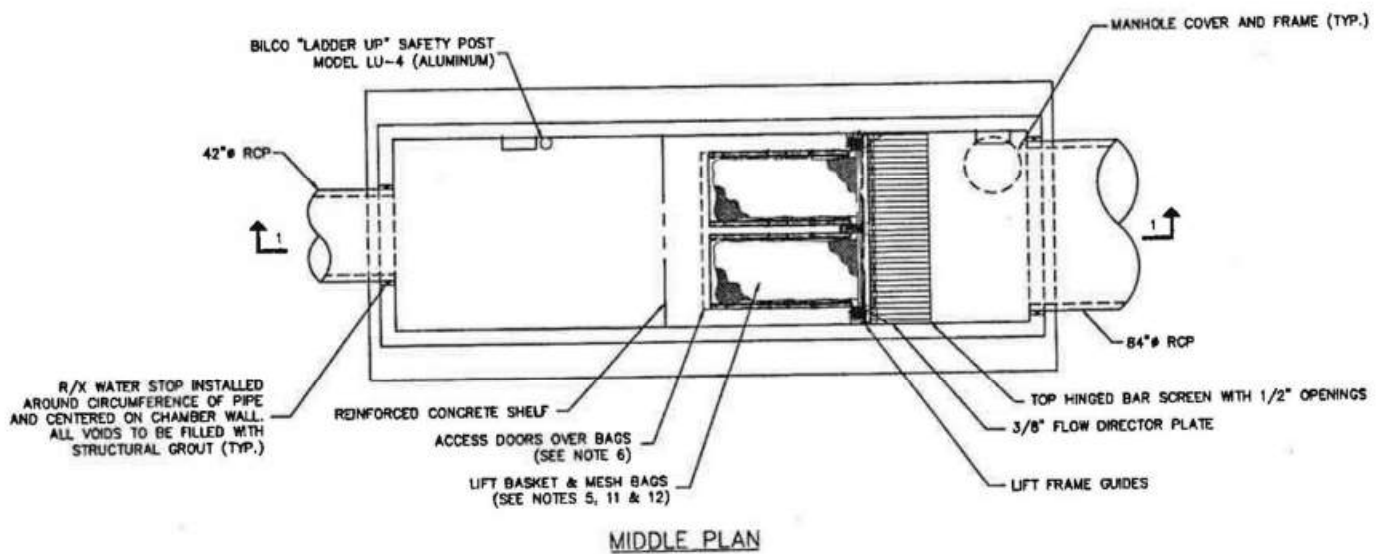 BILCO "LADDER UP" SAFETY POST
MODEL LU-4 (ALUMINUM)
MANHOLE COVER AND FRAME (TYP.)
42"ø RCP
1
1
84"ø RCP
R/X WATER STOP INSTALLED
AROUND CIRCUMFERENCE OF PIPE
AND CENTERED ON CHAMBER WALL.
ALL VOIDS TO BE FILLED WITH
STRUCTURAL GROUT (TYP.)
REINFORCED CONCRETE SHELF
ACCESS DOORS OVER BAGS
(SEE NOTE 6)
LIFT BASKET & MESH BAGS
(SEE NOTES 5, 11 & 12)
TOP HINGED BAR SCREEN WITH 1/2" OPENINGS
3/8" FLOW DIRECTOR PLATE
LIFT FRAME GUIDES
MIDDLE PLAN